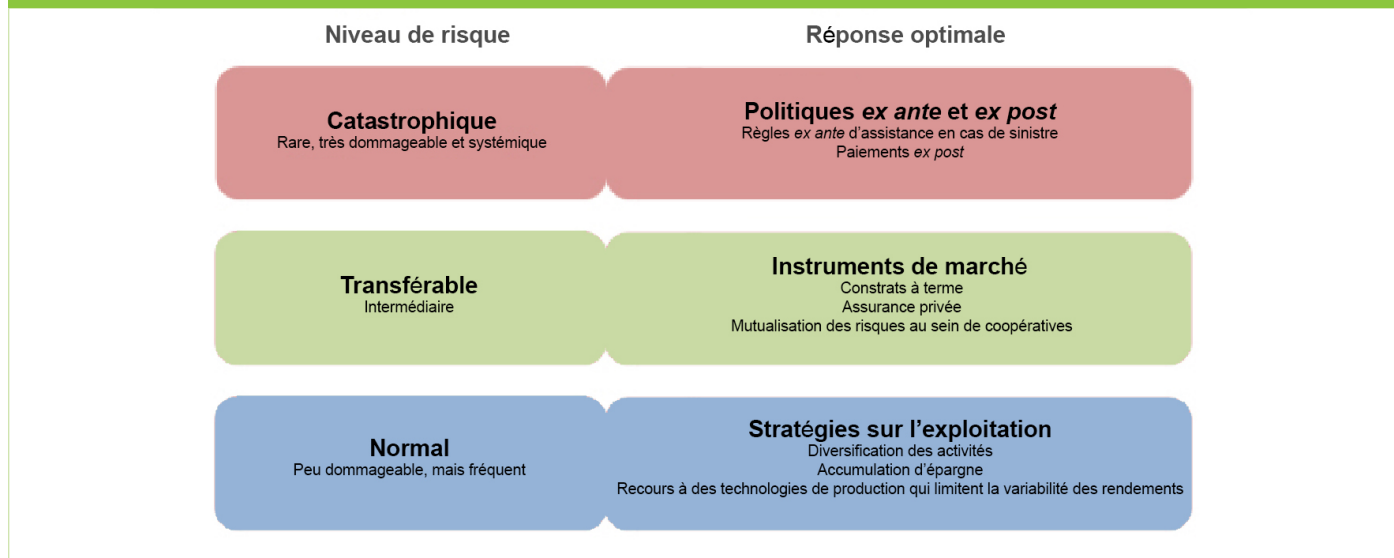 Niveau de risque
Réponse optimale
Catastrophique
Rare, très dommageable et systémique
Politiques ex ante et ex post
Règles ex ante d’assistance en cas de sinistre
Paiements ex post
Transférable
Intermédiaire
Instruments de marché
Constrats à terme
Assurance privée
Mutualisation des risques au sein de coopératives
Normal
Peu dommageable, mais fréquent
Stratégies sur l’exploitation
Diversification des activités
Accumulation d’épargne
Recours à des technologies de production qui limitent la variabilité des rendements